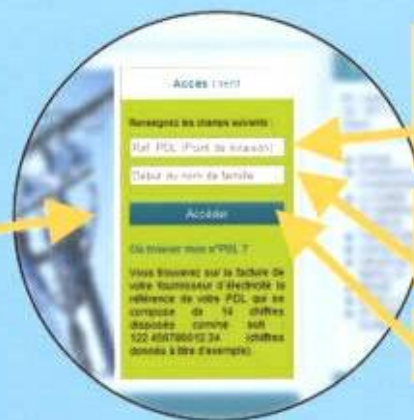 Accès client
Renseignez les champs suivants :
Réf. PDL (Point de livraison)
Début du nom de famille
Accéder
Où trouver mon n°PDL ?
Vous trouverez sur la facture de
votre fournisseur d'électricité la
référence de votre PDL qui se
compose de 14 chiffres
disposés comme suit :
(chiffres
donnés à titre d'exemple).